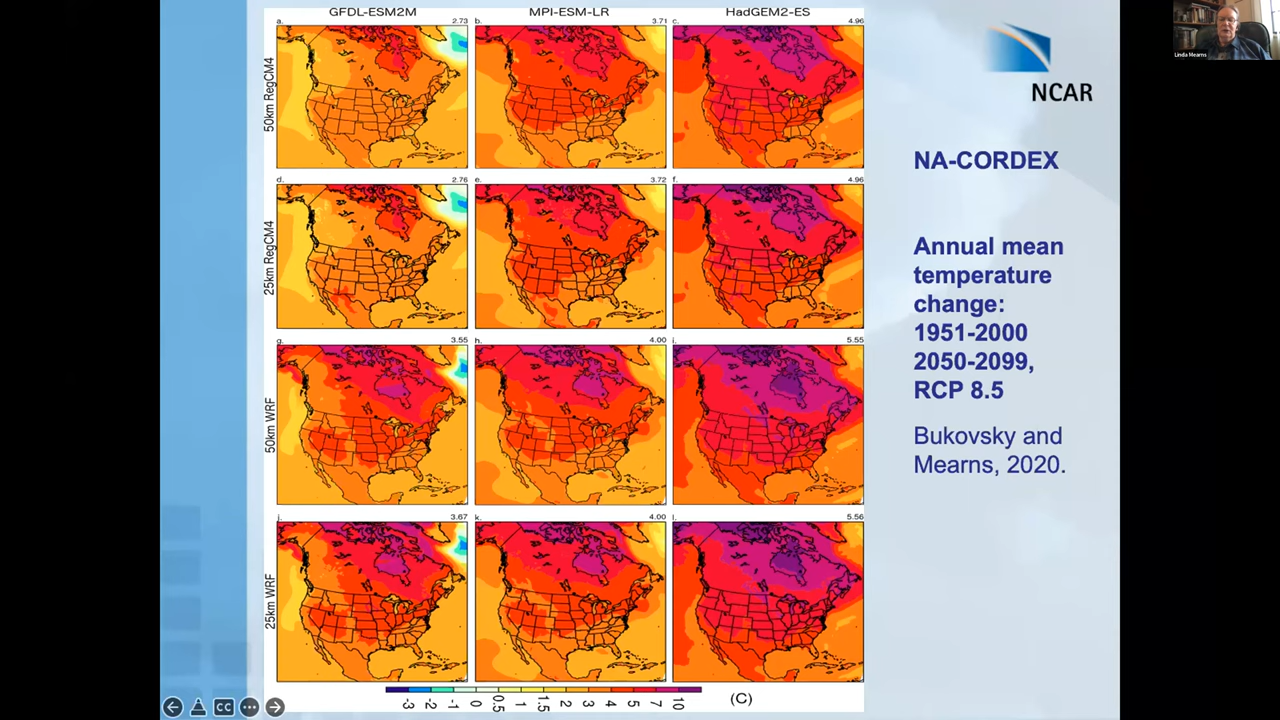 GFDL-ESM2M MPI-ESM-LR HadGEM2-ES
a. 2.73 b. 3.71 c. 4.96
50km RegCM4
d. 2.76 e. 3.72 f. 4.96
25km RegCM4
g. 3.55 h. 4.00 i. 5.55
50km WRF
j. 3.67 k. 4.00 l. 5.56
25km WRF
-3 -2 -1 0 0.5 1 1.5 2 3 4 5 7 10 (C)
Linda Mearns
NCAR
NA-CORDEX
Annual mean
temperature
change:
1951-2000
2050-2099,
RCP 8.5
Bukovsky and
Mearns, 2020.
CC